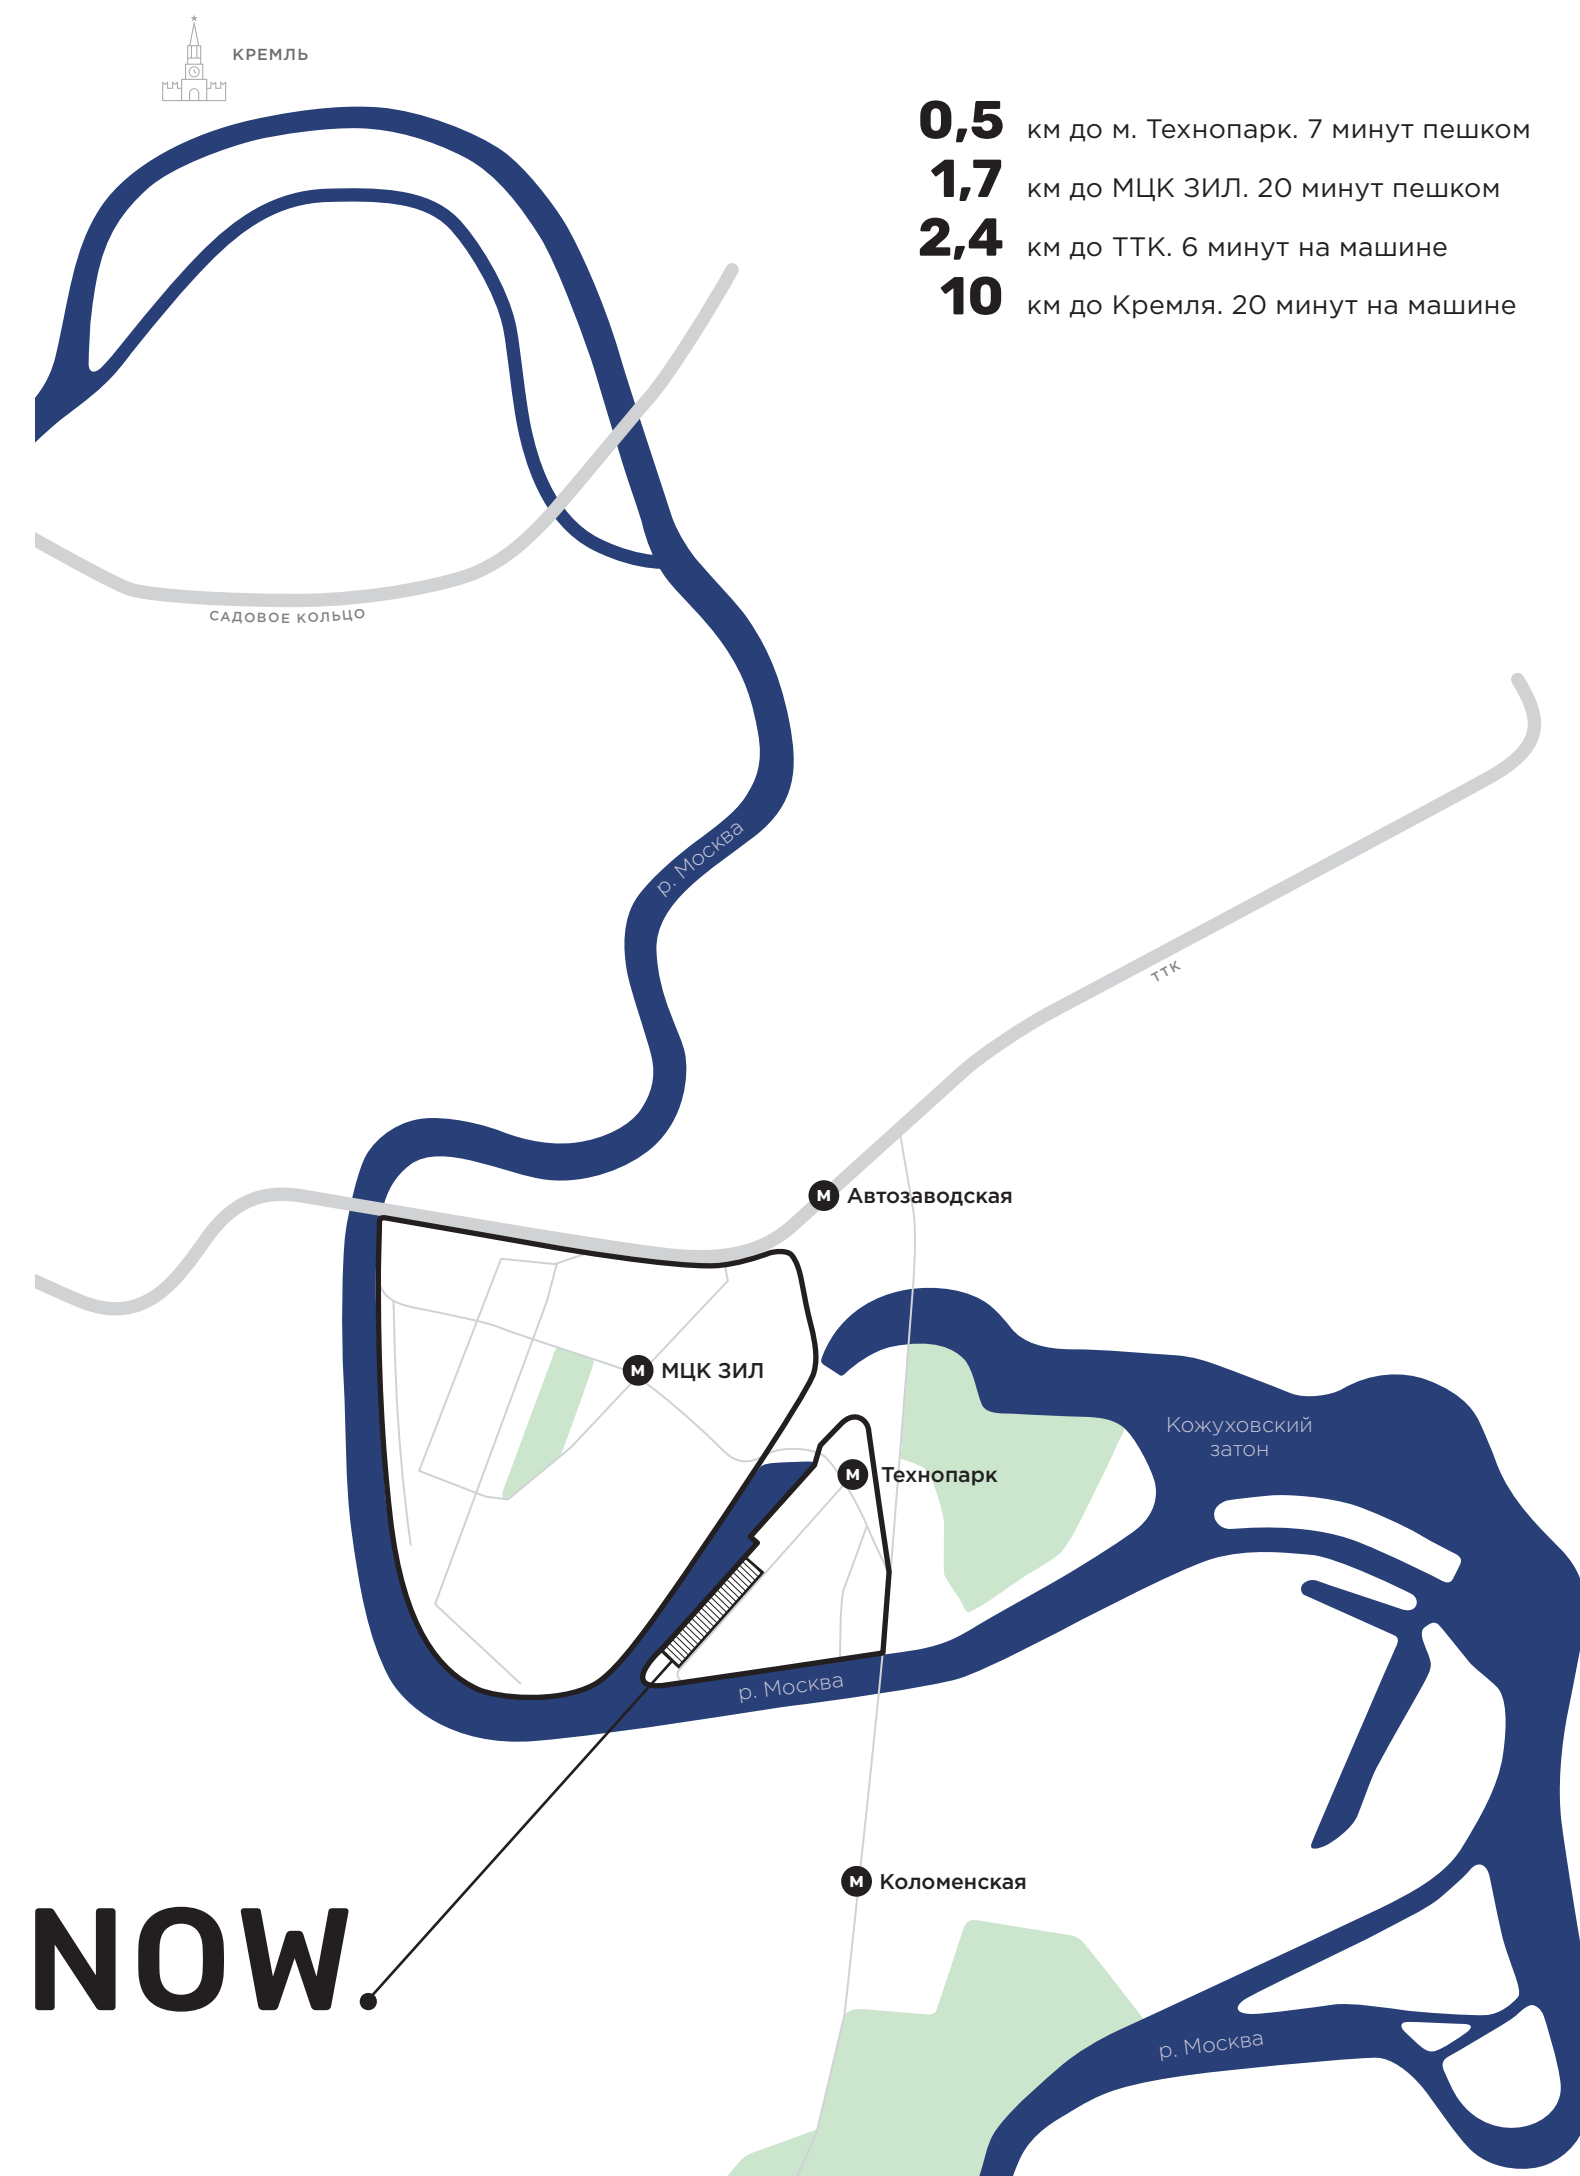 КРЕМЛЬ
0,5 км до м. Технопарк. 7 минут пешком
1,7 км до МЦК ЗИЛ. 20 минут пешком
2,4 км до ТТК. 6 минут на машине
10 км до Кремля. 20 минут на машине
САДОВОЕ КОЛЬЦО
р. Москва
ТТК
М Автозаводская
М МЦК ЗИЛ
Кожуховский
затон
М Технопарк
р. Москва
М Коломенская
NOW.
р. Москва